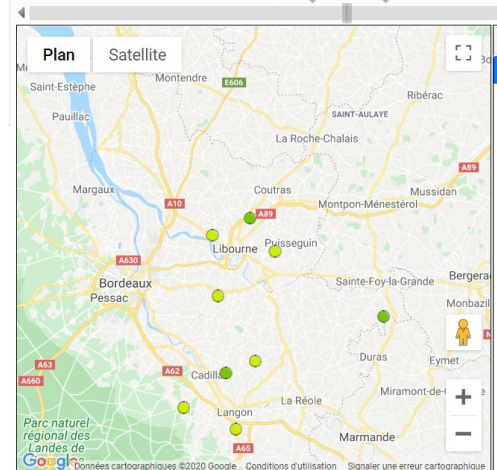 Plan
Satellite
E606
Montendre
Ribérac
Saint-Estèphe
Pauillac
SAINT-AULAYE
La Roche-Chalais
A89
Margaux
Coutras
Mussidan
A10
Montpon-Ménestérol
A89
Libourne
Puisseguin
A630
Bordeaux
Sainte-Foy-la-Grande
Bergera
Pessac
Monbazil
Duras
Eymet
A63
A62
Cadilla
A660
La Réole
Miramont-de-
Langon
Parc naturel
régional des
Landes de
Marmande
A65
Google
Données cartographiques ©2020 Google
Conditions d'utilisation
Signaler une erreur cartographique